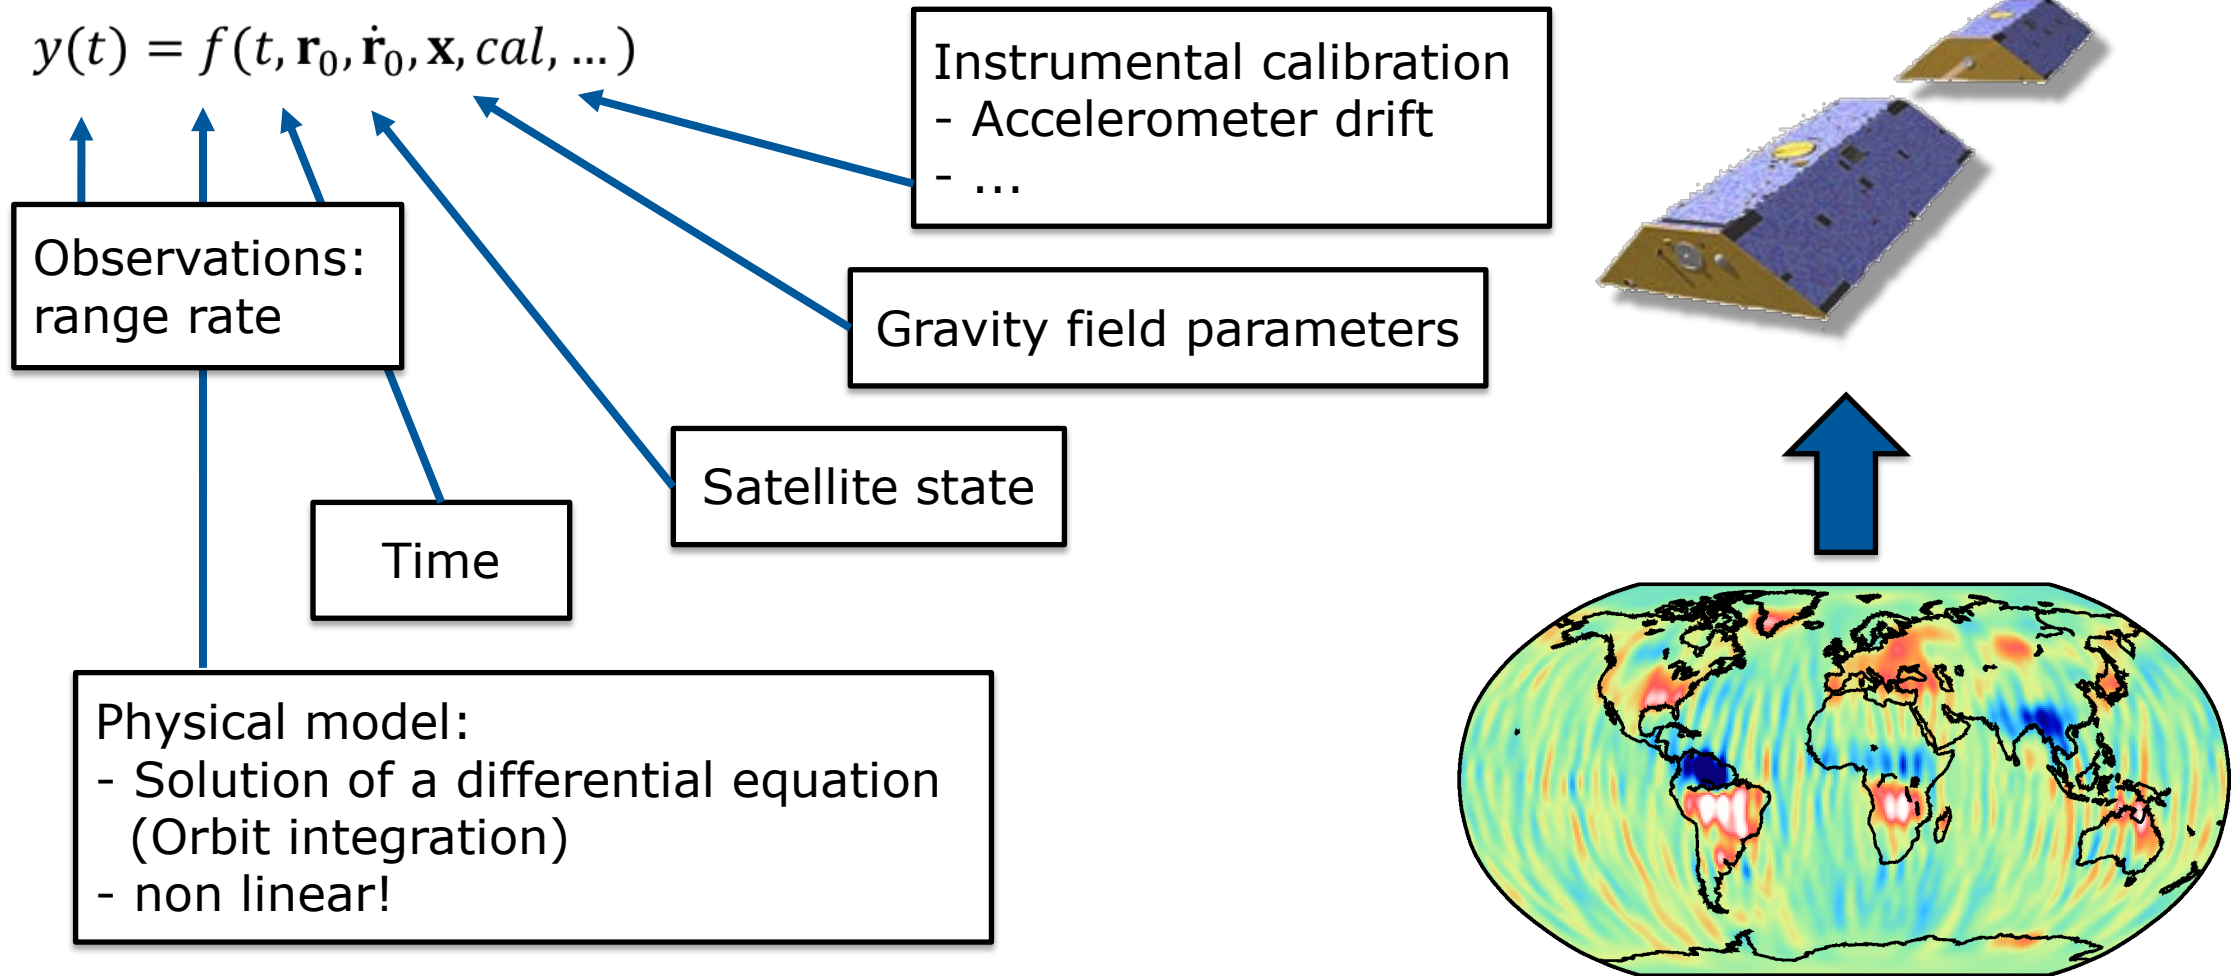 y(t) = f(t, r₀, ṙ₀, x, cal, …)
Instrumental calibration
- Accelerometer drift
- ...
Observations:
range rate
Gravity field parameters
Satellite state
Time
Physical model:
- Solution of a differential equation
(Orbit integration)
- non linear!